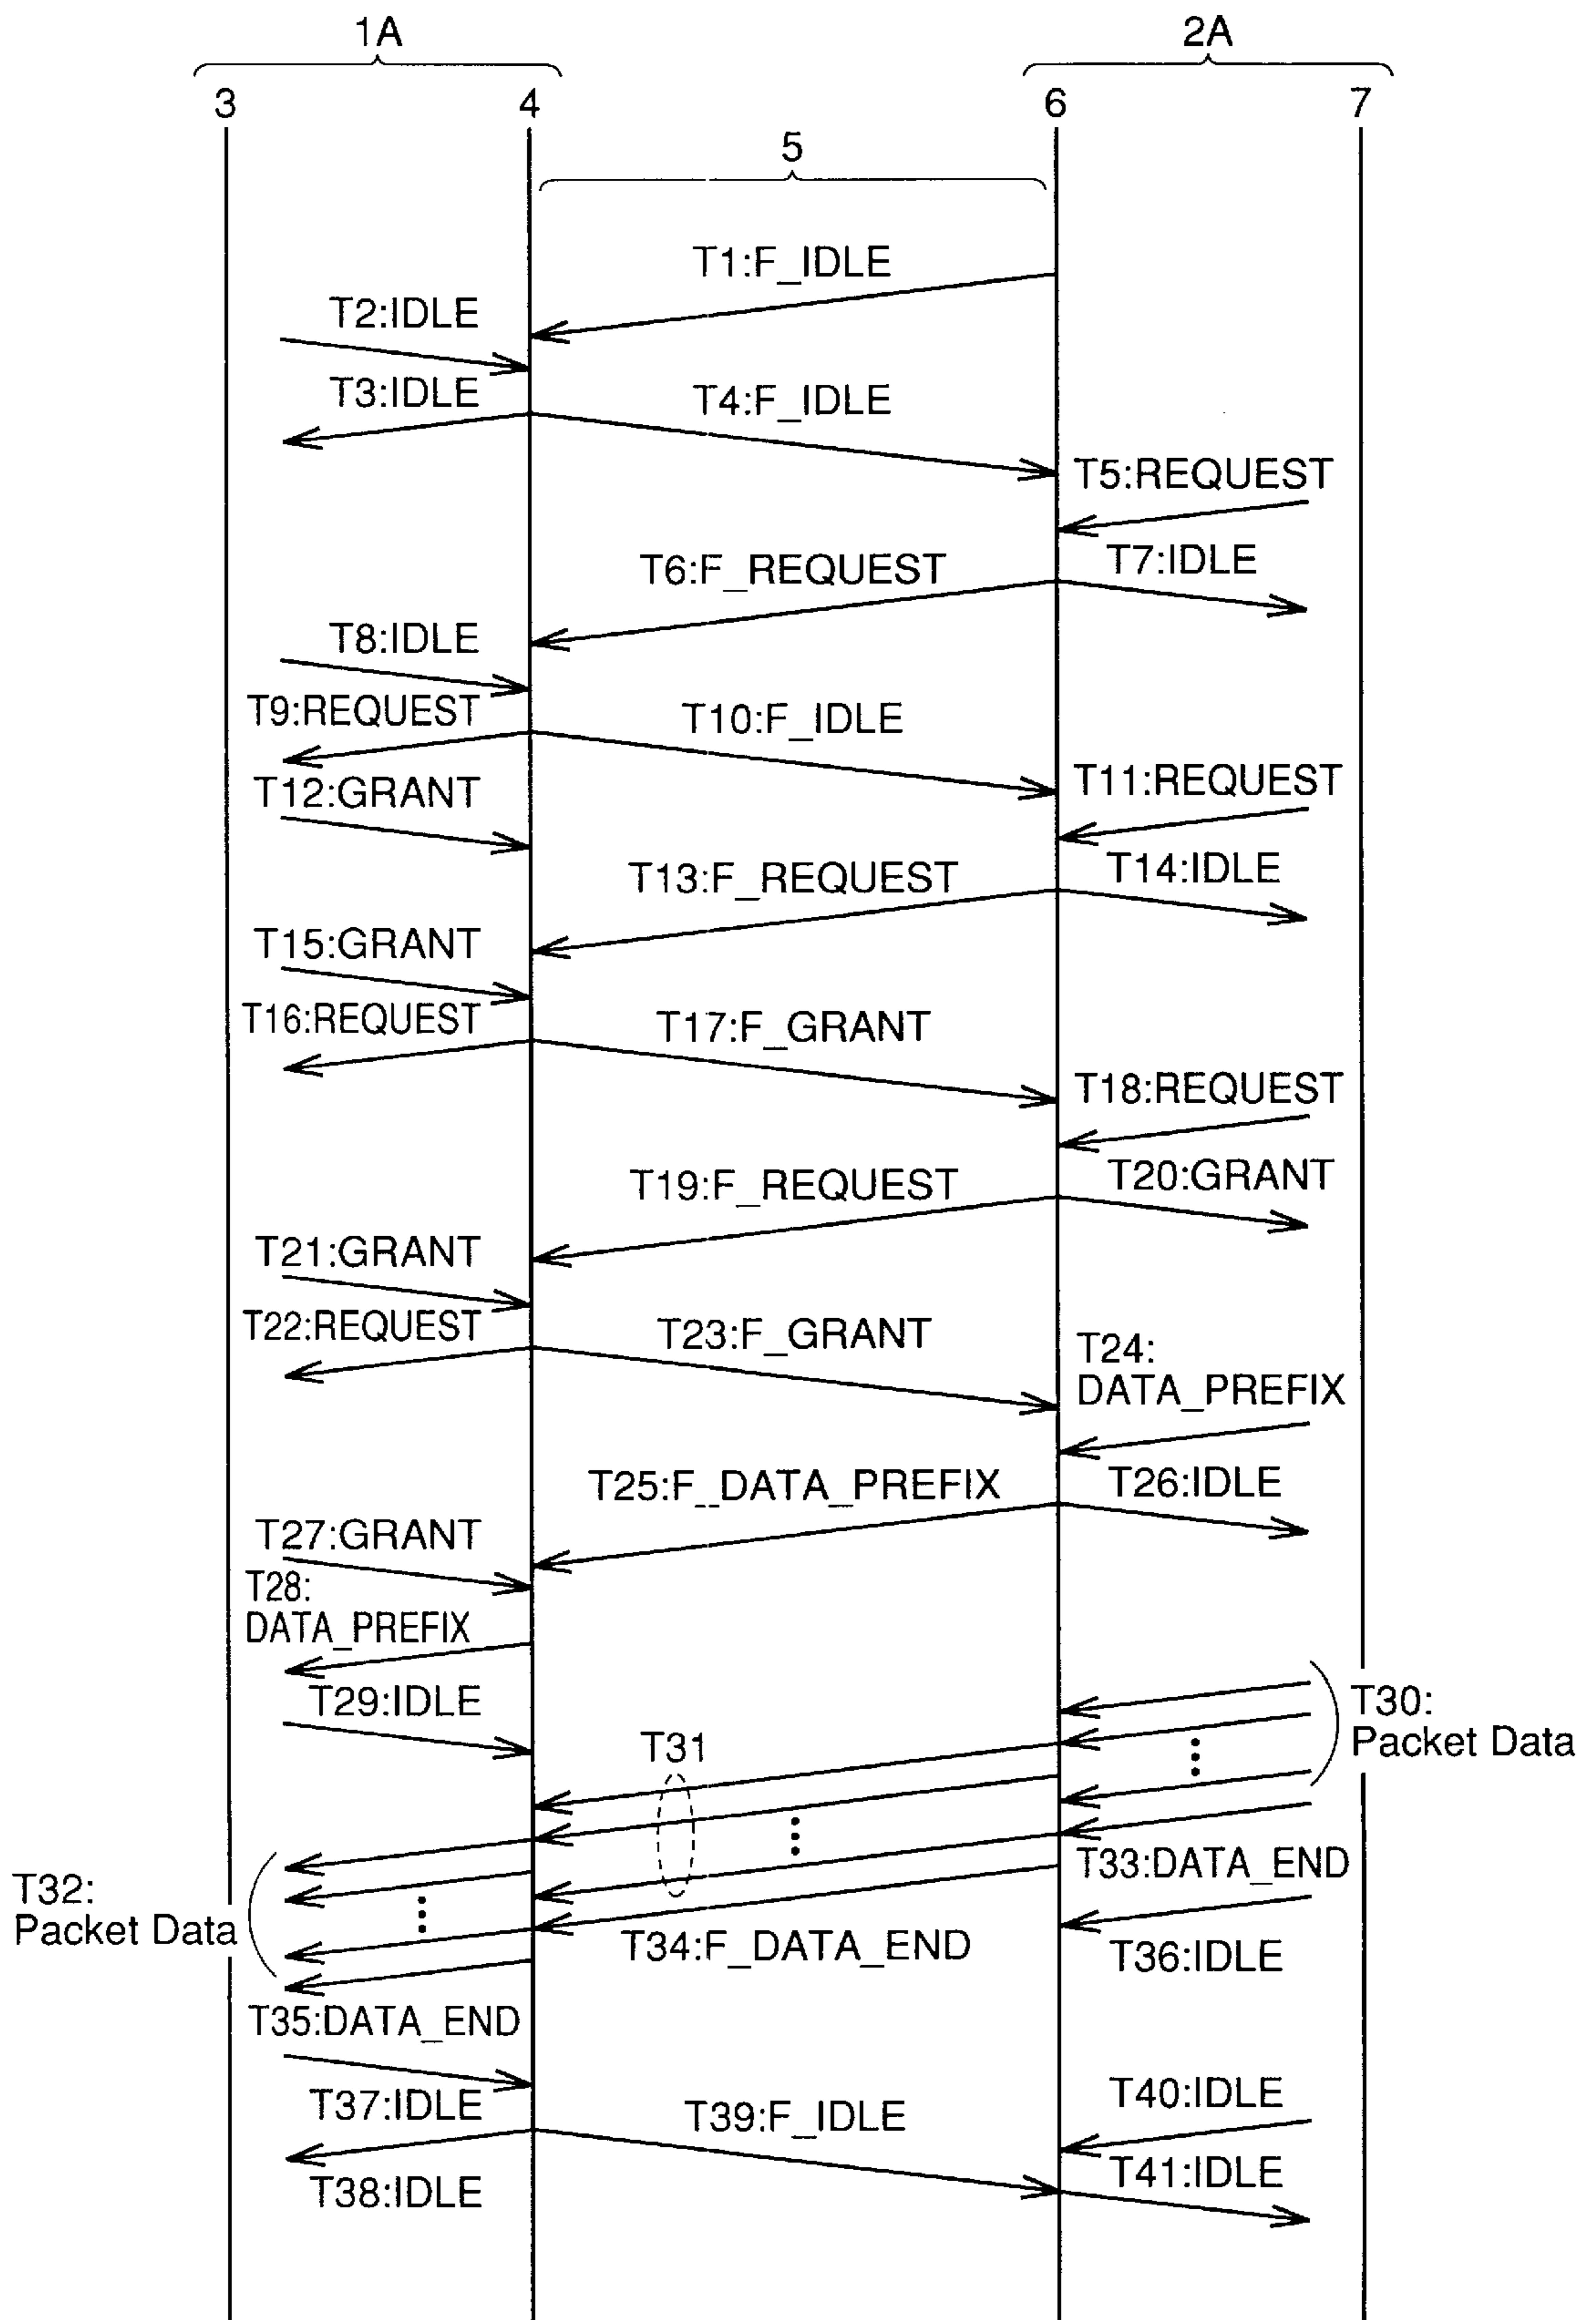 1A
2A
3
4
6
7
5
T1:F_IDLE
T2:IDLE
T3:IDLE
T4:F_IDLE
T5:REQUEST
T6:F_REQUEST
T7:IDLE
T8:IDLE
T9:REQUEST
T10:F_IDLE
T11:REQUEST
T12:GRANT
T13:F_REQUEST
T14:IDLE
T15:GRANT
T16:REQUEST
T17:F_GRANT
T18:REQUEST
T19:F_REQUEST
T20:GRANT
T21:GRANT
T22:REQUEST
T23:F_GRANT
T24:
DATA_PREFIX
T25:F_DATA_PREFIX
T26:IDLE
T27:GRANT
T28:
DATA_PREFIX
T29:IDLE
T30:
Packet Data
T31
T32:
Packet Data
T33:DATA_END
T34:F_DATA_END
T36:IDLE
T35:DATA_END
T37:IDLE
T39:F_IDLE
T40:IDLE
T38:IDLE
T41:IDLE